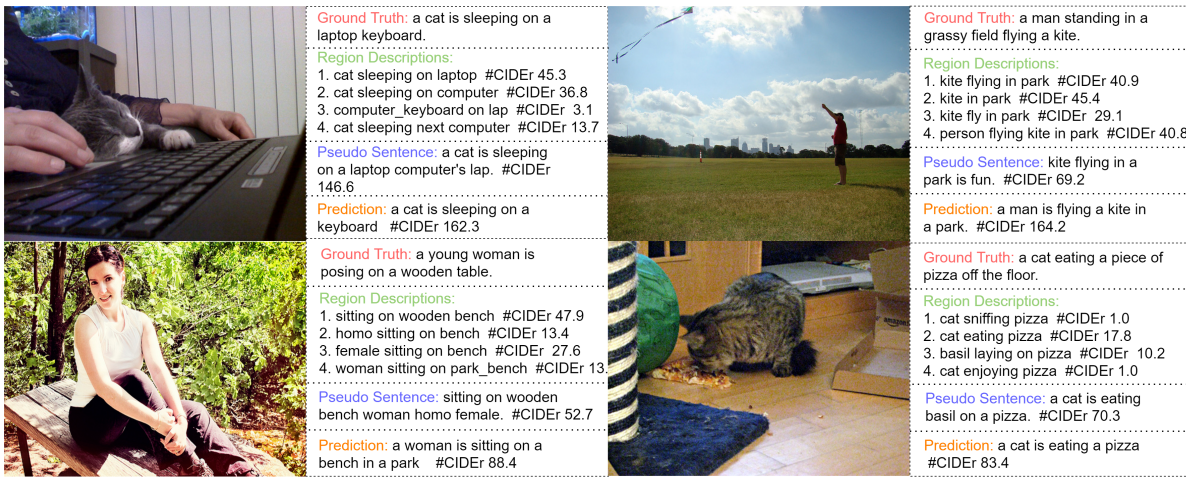 Ground Truth: a cat is sleeping on a
laptop keyboard.
Region Descriptions:
1. cat sleeping on laptop #CIDEr 45.3
2. cat sleeping on computer #CIDEr 36.8
3. computer_keyboard on lap #CIDEr 3.1
4. cat sleeping next computer #CIDEr 13.7
Pseudo Sentence: a cat is sleeping
on a laptop computer's lap. #CIDEr
146.6
Prediction: a cat is sleeping on a
keyboard #CIDEr 162.3
Ground Truth: a man standing in a
grassy field flying a kite.
Region Descriptions:
1. kite flying in park #CIDEr 40.9
2. kite in park #CIDEr 45.4
3. kite fly in park #CIDEr 29.1
4. person flying kite in park #CIDEr 40.8
Pseudo Sentence: kite flying in a
park is fun. #CIDEr 69.2
Prediction: a man is flying a kite in
a park. #CIDEr 164.2
Ground Truth: a young woman is
posing on a wooden table.
Region Descriptions:
1. sitting on wooden bench #CIDEr 47.9
2. homo sitting on bench #CIDEr 13.4
3. female sitting on bench #CIDEr 27.6
4. woman sitting on park_bench #CIDEr 13.
Pseudo Sentence: sitting on wooden
bench woman homo female. #CIDEr 52.7
Prediction: a woman is sitting on a
bench in a park #CIDEr 88.4
Ground Truth: a cat eating a piece of
pizza off the floor.
Region Descriptions:
1. cat sniffing pizza #CIDEr 1.0
2. cat eating pizza #CIDEr 17.8
3. basil laying on pizza #CIDEr 10.2
4. cat enjoying pizza #CIDEr 1.0
Pseudo Sentence: a cat is eating
basil on a pizza. #CIDEr 70.3
Prediction: a cat is eating a pizza
#CIDEr 83.4